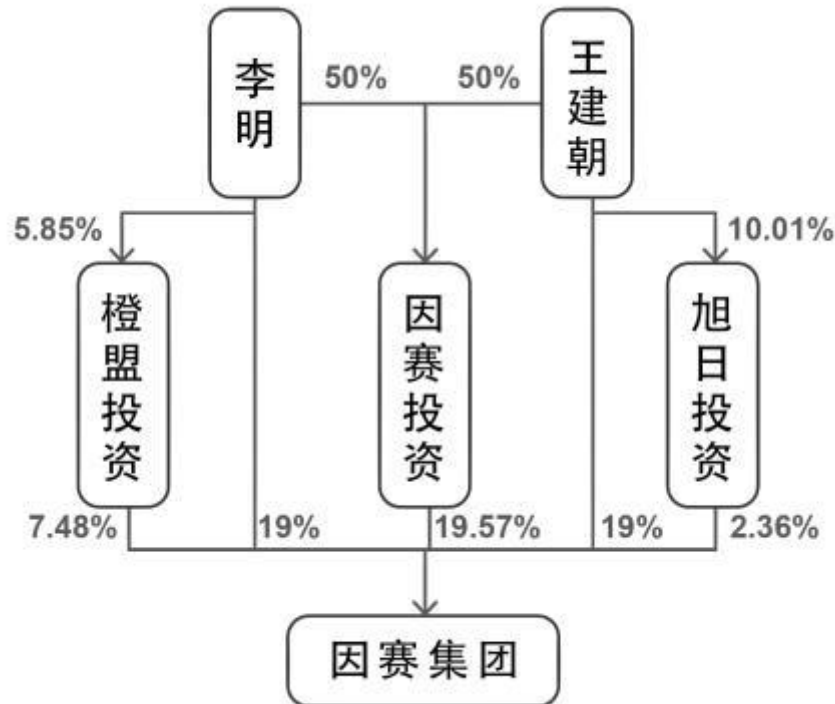 李明
50%
50%
王建朝
5.85%
10.01%
橙盟投资
因赛投资
旭日投资
7.48%
19%
19.57%
19%
2.36%
因赛集团